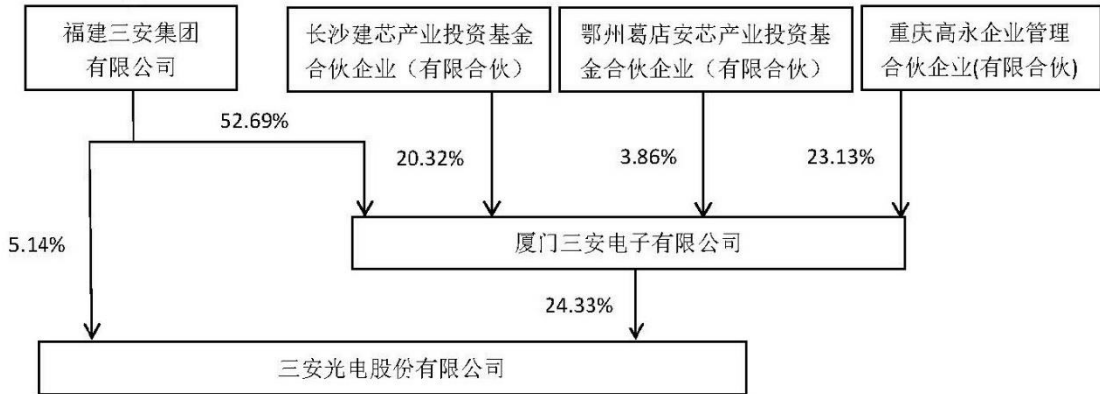 福建三安集团
有限公司
长沙建芯产业投资基金
合伙企业（有限合伙）
鄂州葛店安芯产业投资基
金合伙企业（有限合伙）
重庆高永企业管理
合伙企业(有限合伙)
52.69%
20.32%
3.86%
23.13%
厦门三安电子有限公司
5.14%
24.33%
三安光电股份有限公司